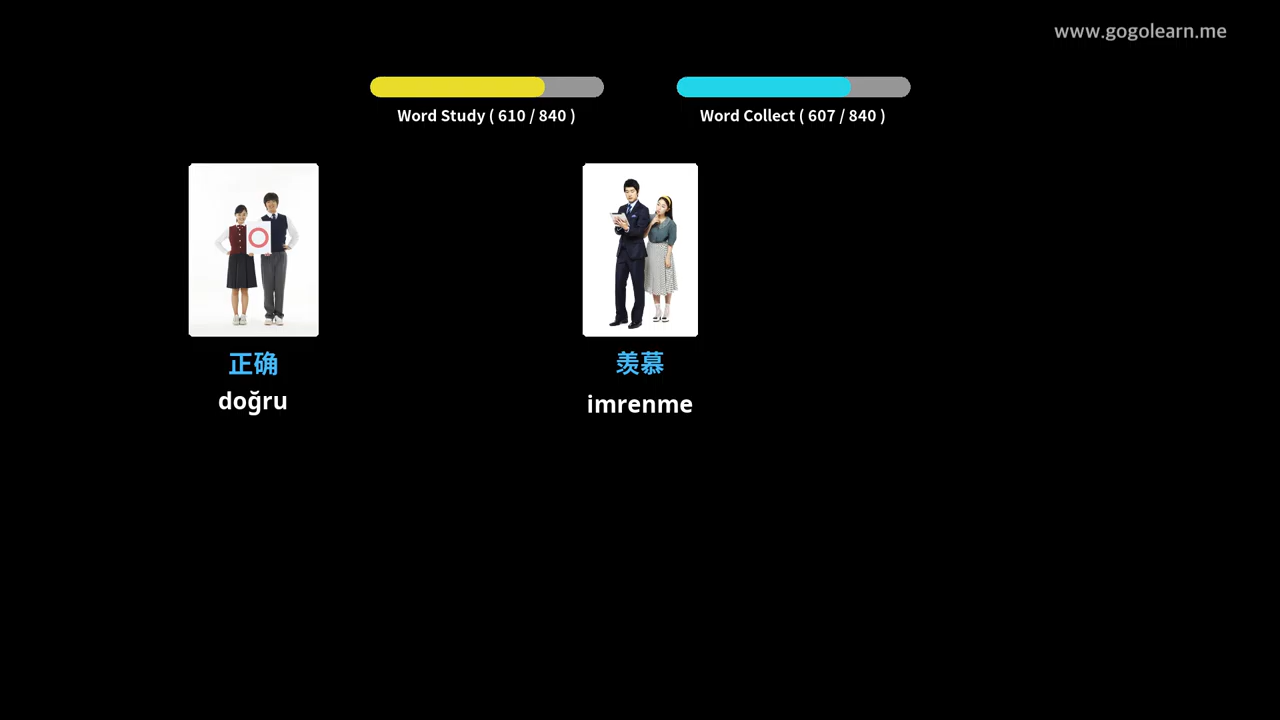 www.gogolearn.me
Word Study ( 610 / 840 )
Word Collect ( 607 / 840 )
正确
doğru
羡慕
imrenme